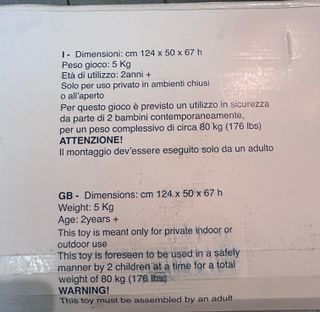 I - Dimensioni: cm 124 x 50 x 67 h
Peso gioco: 5 Kg
Età di utilizzo: 2anni +
Solo per uso privato in ambienti chiusi
o all'aperto
Per questo gioco è previsto un utilizzo in sicurezza
da parte di 2 bambini contemporaneamente,
per un peso complessivo di circa 80 kg (176 lbs)
ATTENZIONE!
Il montaggio dev'essere eseguito solo da un adulto
GB - Dimensions: cm 124 x 50 x 67 h
Weight: 5 Kg
Age: 2years +
This toy is meant only for private indoor or
outdoor use
This toy is foreseen to be used in a safely
manner by 2 children at a time for a total
weight of 80 kg (176 lbs)
WARNING!
This toy must be assembled by an adult